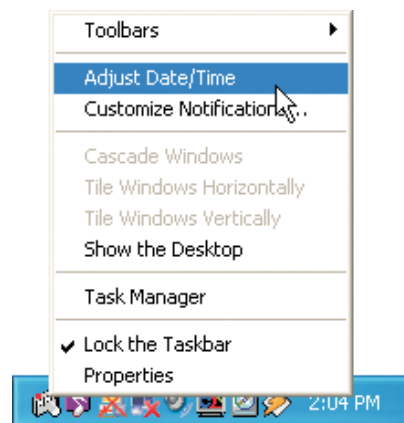 Toolbars
Adjust Date/Time
Customize Notifications...
Cascade Windows
Tile Windows Horizontally
Tile Windows Vertically
Show the Desktop
Task Manager
Lock the Taskbar
Properties
2:04 PM